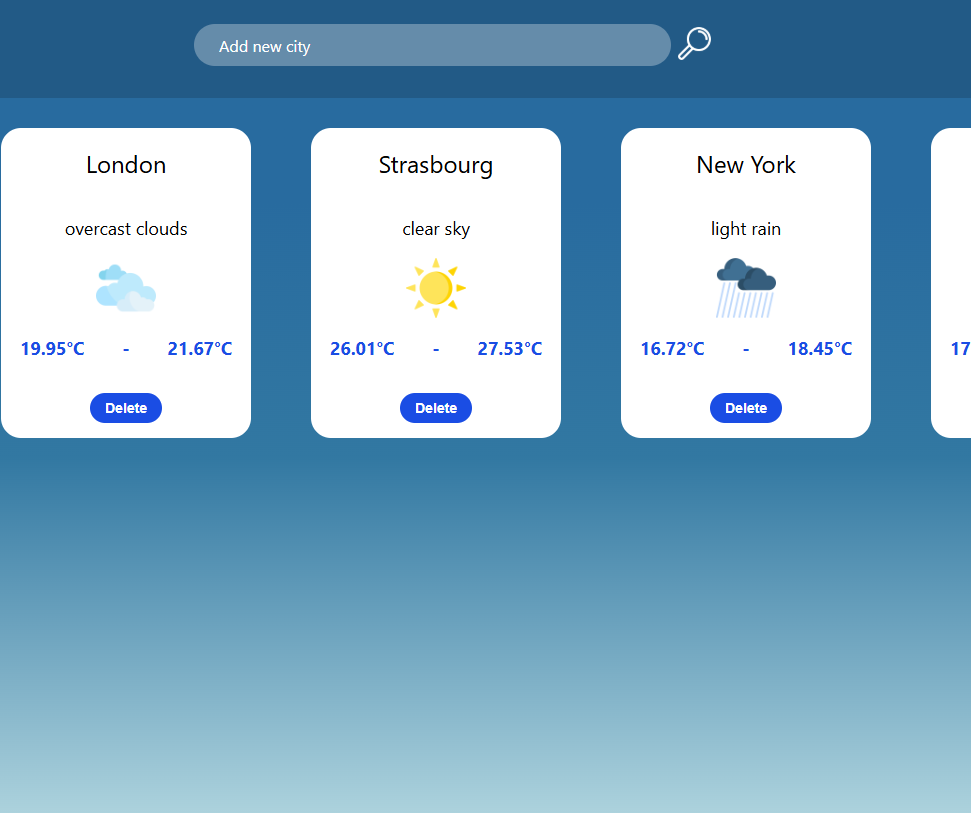 Add new city
London
overcast clouds
19.95°C - 21.67°C
Delete
Strasbourg
clear sky
26.01°C - 27.53°C
Delete
New York
light rain
16.72°C - 18.45°C
Delete
17